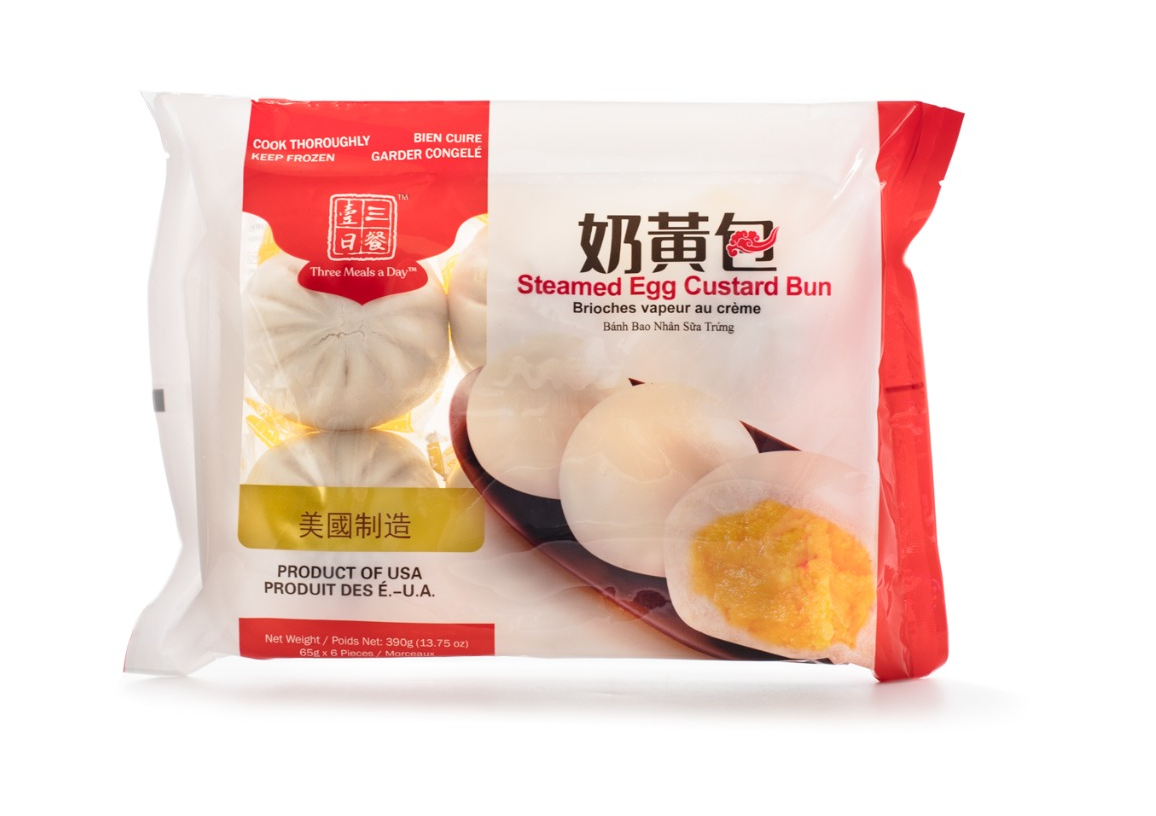 COOK THOROUGHLY
KEEP FROZEN
BIEN CUIRE
GARDER CONGELÉ
壹日三餐
TM
Three Meals a Day™
奶黃包
Steamed Egg Custard Bun
Brioches vapeur au crème
Bánh Bao Nhân Sữa Trứng
美國制造
PRODUCT OF USA
PRODUIT DES É.-U.A.
Net Weight / Poids Net: 390g (13.75 oz)
65g x 6 Pieces / Morceaux